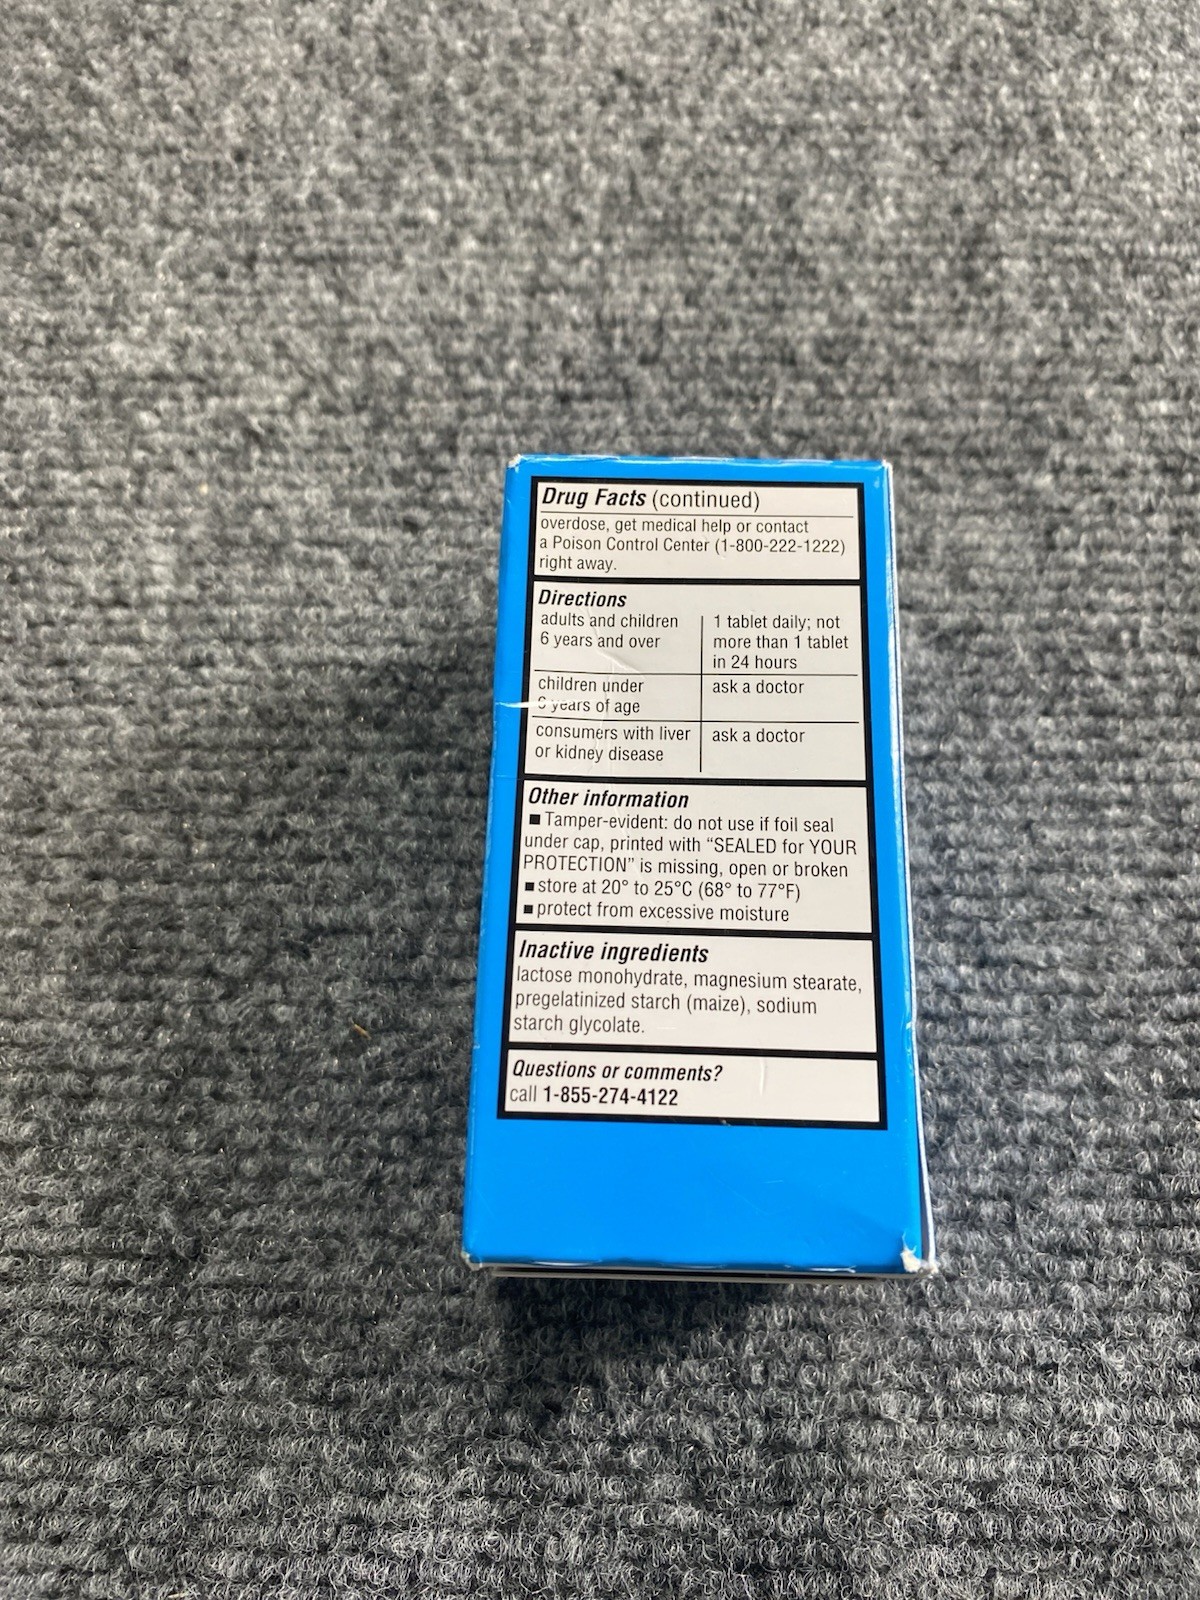 Drug Facts (continued)
overdose, get medical help or contact
a Poison Control Center (1-800-222-1222)
right away.
Directions
adults and children
6 years and over
1 tablet daily; not
more than 1 tablet
in 24 hours
children under
6 years of age
ask a doctor
consumers with liver
or kidney disease
ask a doctor
Other information
■ Tamper-evident: do not use if foil seal
under cap, printed with “SEALED for YOUR
PROTECTION” is missing, open or broken
■ store at 20° to 25°C (68° to 77°F)
■ protect from excessive moisture
Inactive ingredients
lactose monohydrate, magnesium stearate,
pregelatinized starch (maize), sodium
starch glycolate.
Questions or comments?
call 1-855-274-4122